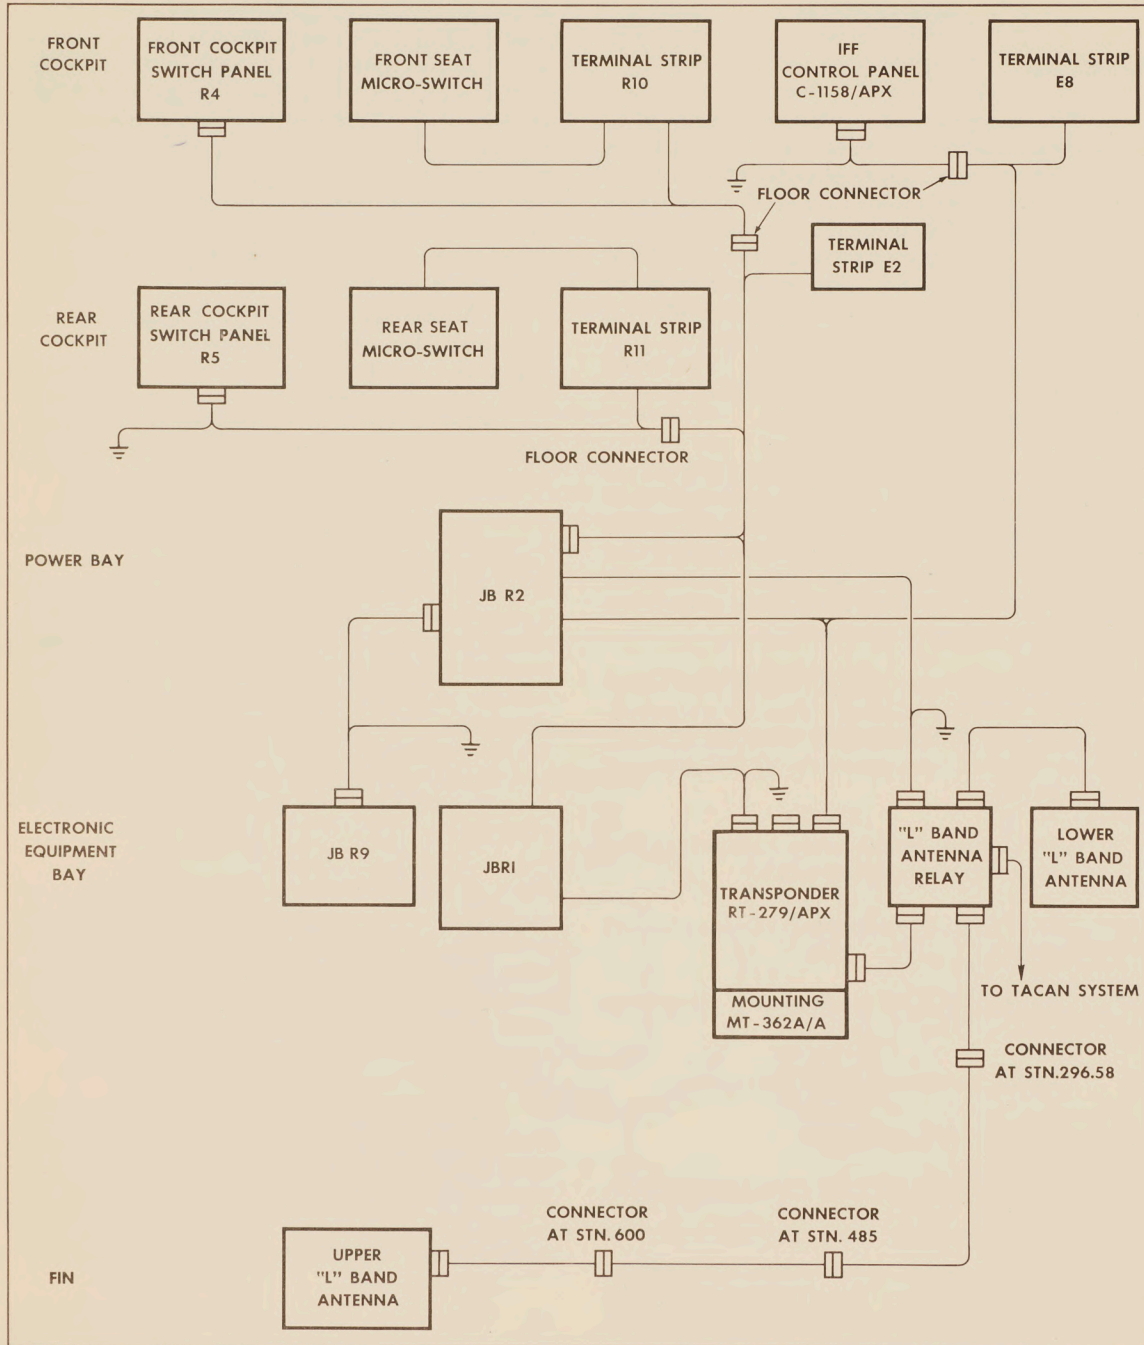 FRONT
COCKPIT
FRONT COCKPIT
SWITCH PANEL
R4
FRONT SEAT
MICRO-SWITCH
TERMINAL STRIP
R10
IFF
CONTROL PANEL
C-1158/APX
TERMINAL STRIP
E8
FLOOR CONNECTOR
TERMINAL
STRIP E2
REAR
COCKPIT
REAR COCKPIT
SWITCH PANEL
R5
REAR SEAT
MICRO-SWITCH
TERMINAL STRIP
R11
FLOOR CONNECTOR
POWER BAY
JB R2
ELECTRONIC
EQUIPMENT
BAY
JB R9
JBR1
TRANSPONDER
RT-279/APX
MOUNTING
MT-362A/A
"L" BAND
ANTENNA
RELAY
LOWER
"L" BAND
ANTENNA
TO TACAN SYSTEM
CONNECTOR
AT STN.296.58
CONNECTOR
AT STN. 600
CONNECTOR
AT STN. 485
FIN
UPPER
"L" BAND
ANTENNA